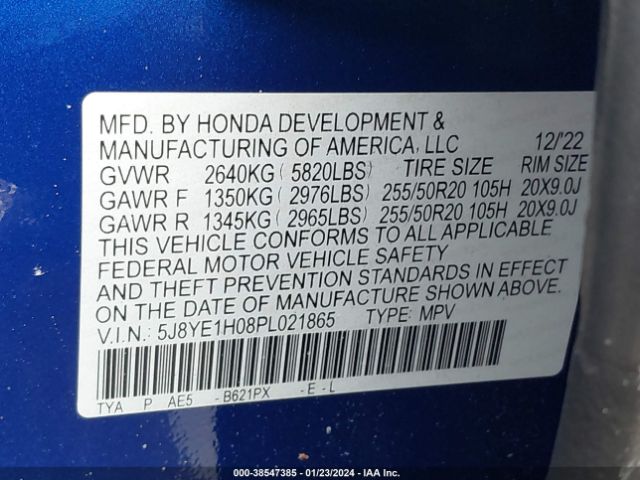 MFD. BY HONDA DEVELOPMENT &
MANUFACTURING OF AMERICA, LLC 12/'22
GVWR 2640KG ( 5820LBS) TIRE SIZE RIM SIZE
GAWR F 1350KG ( 2976LBS) 255/50R20 105H 20X9.0J
GAWR R 1345KG ( 2965LBS) 255/50R20 105H 20X9.0J
THIS VEHICLE CONFORMS TO ALL APPLICABLE
FEDERAL MOTOR VEHICLE SAFETY
AND THEFT PREVENTION STANDARDS IN EFFECT
ON THE DATE OF MANUFACTURE SHOWN ABOVE.
V.I.N.: 5J8YE1H08PL021865 TYPE: MPV
TYA P AE5 - B621PX - E - L
000-38547385 - 01/23/2024 - IAA Inc.